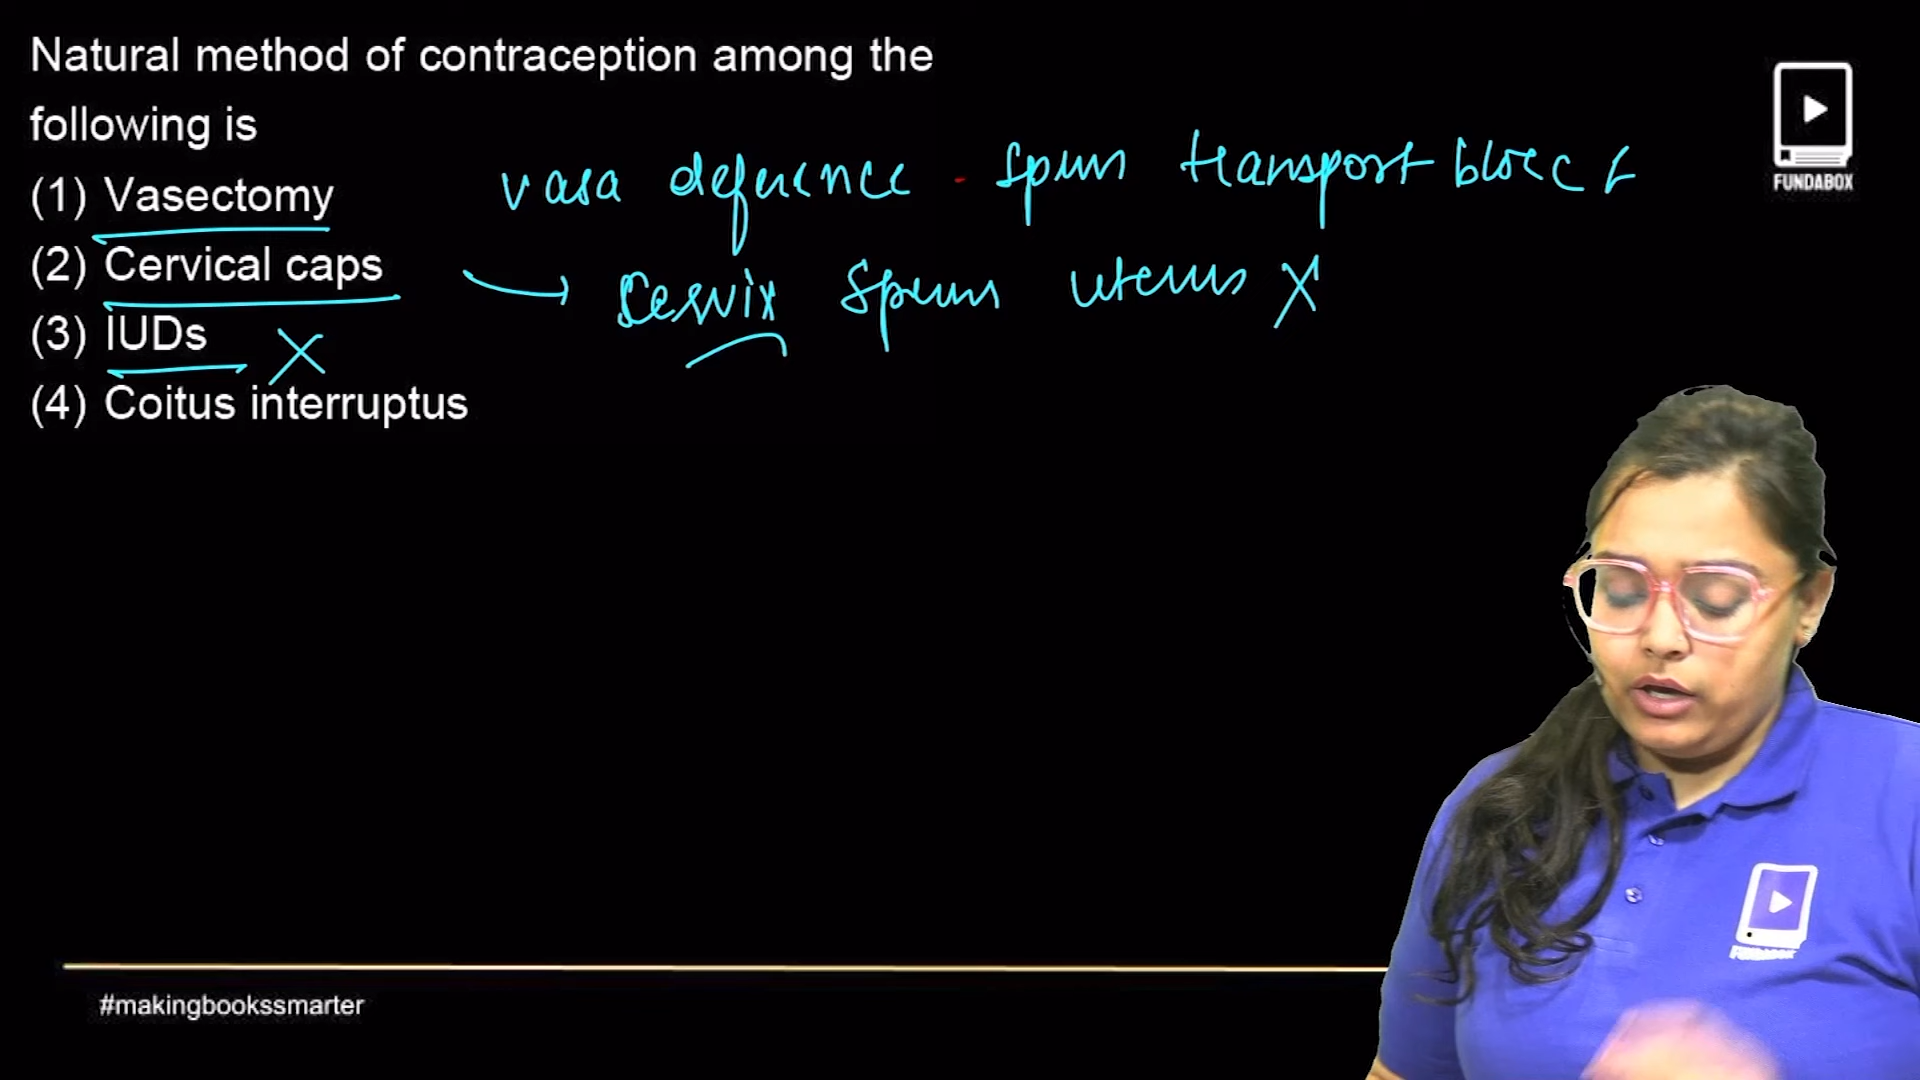 Natural method of contraception among the
following is
(1) Vasectomy
vasa deference . sperm transport block
(2) Cervical caps
→ Cervix sperm uterus X
(3) IUDs X
(4) Coitus interruptus
FUNDABOX
FUNDABOX
#makingbookssmarter